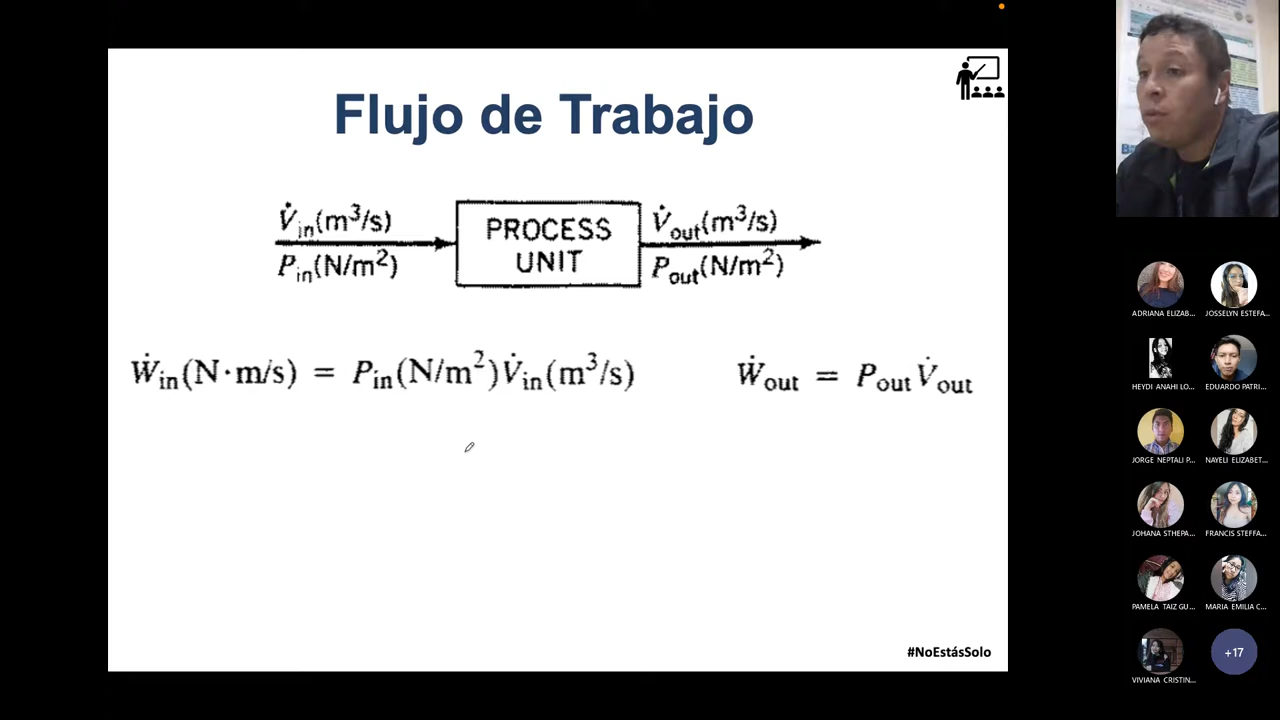 Flujo de Trabajo
V̇in(m³/s)
Pin(N/m²)
PROCESS
UNIT
V̇out(m³/s)
Pout(N/m²)
Ẇin(N·m/s) = Pin(N/m²)V̇in(m³/s)
Ẇout = PoutV̇out
#NoEstásSolo
ADRIANA ELIZAB...
JOSSELYN ESTEFA...
HEYDI ANAHI LO...
EDUARDO PATRI...
JORGE NEPTALI P...
NAYELI ELIZABET...
JOHANA STHEPA...
FRANCIS STEFFA...
PAMELA TAIZ GU...
MARIA EMILIA C...
VIVIANA CRISTIN...
+17